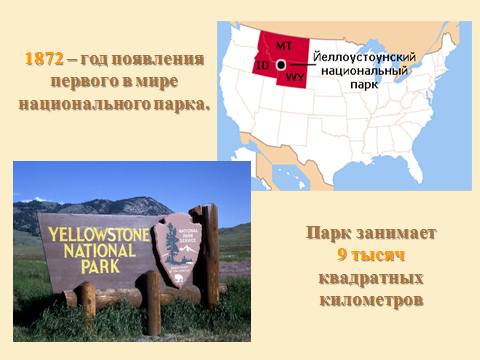 1872 – год появления
первого в мире
национального парка.
MT
ID
WY
Йеллоустоунский
национальный
парк
YELLOWSTONE
NATIONAL
PARK
NATIONAL
PARK
SERVICE
Парк занимает
9 тысяч
квадратных
километров